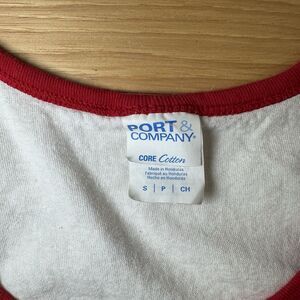 PORT &
COMPANY®
CORE Cotton
Made in Honduras
Fabriqué au Honduras
Hecho en Honduras
S | P | CH